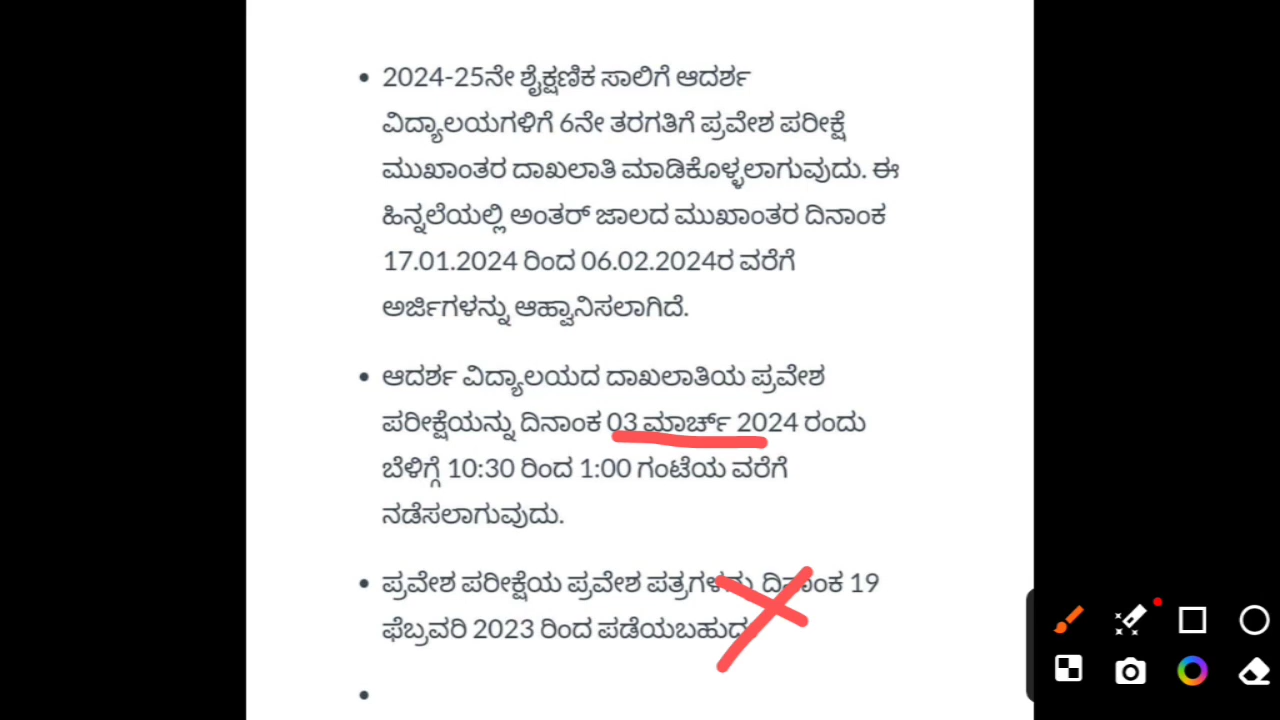 2024-25ನೇ ಶೈಕ್ಷಣಿಕ ಸಾಲಿಗೆ ಆದರ್ಶ
ವಿದ್ಯಾಲಯಗಳಿಗೆ 6ನೇ ತರಗತಿಗೆ ಪ್ರವೇಶ ಪರೀಕ್ಷೆ
ಮುಖಾಂತರ ದಾಖಲಾತಿ ಮಾಡಿಕೊಳ್ಳಲಾಗುವುದು. ಈ
ಹಿನ್ನಲೆಯಲ್ಲಿ ಅಂತರ್ ಜಾಲದ ಮುಖಾಂತರ ದಿನಾಂಕ
17.01.2024 ರಿಂದ 06.02.2024ರ ವರೆಗೆ
ಅರ್ಜಿಗಳನ್ನು ಆಹ್ವಾನಿಸಲಾಗಿದೆ.
ಆದರ್ಶ ವಿದ್ಯಾಲಯದ ದಾಖಲಾತಿಯ ಪ್ರವೇಶ
ಪರೀಕ್ಷೆಯನ್ನು ದಿನಾಂಕ 03 ಮಾರ್ಚ್ 2024 ರಂದು
ಬೆಳಿಗ್ಗೆ 10:30 ರಿಂದ 1:00 ಗಂಟೆಯ ವರೆಗೆ
ನಡೆಸಲಾಗುವುದು.
ಪ್ರವೇಶ ಪರೀಕ್ಷೆಯ ಪ್ರವೇಶ ಪತ್ರಗಳನ್ನು ದಿನಾಂಕ 19
ಫೆಬ್ರವರಿ 2023 ರಿಂದ ಪಡೆಯಬಹುದು